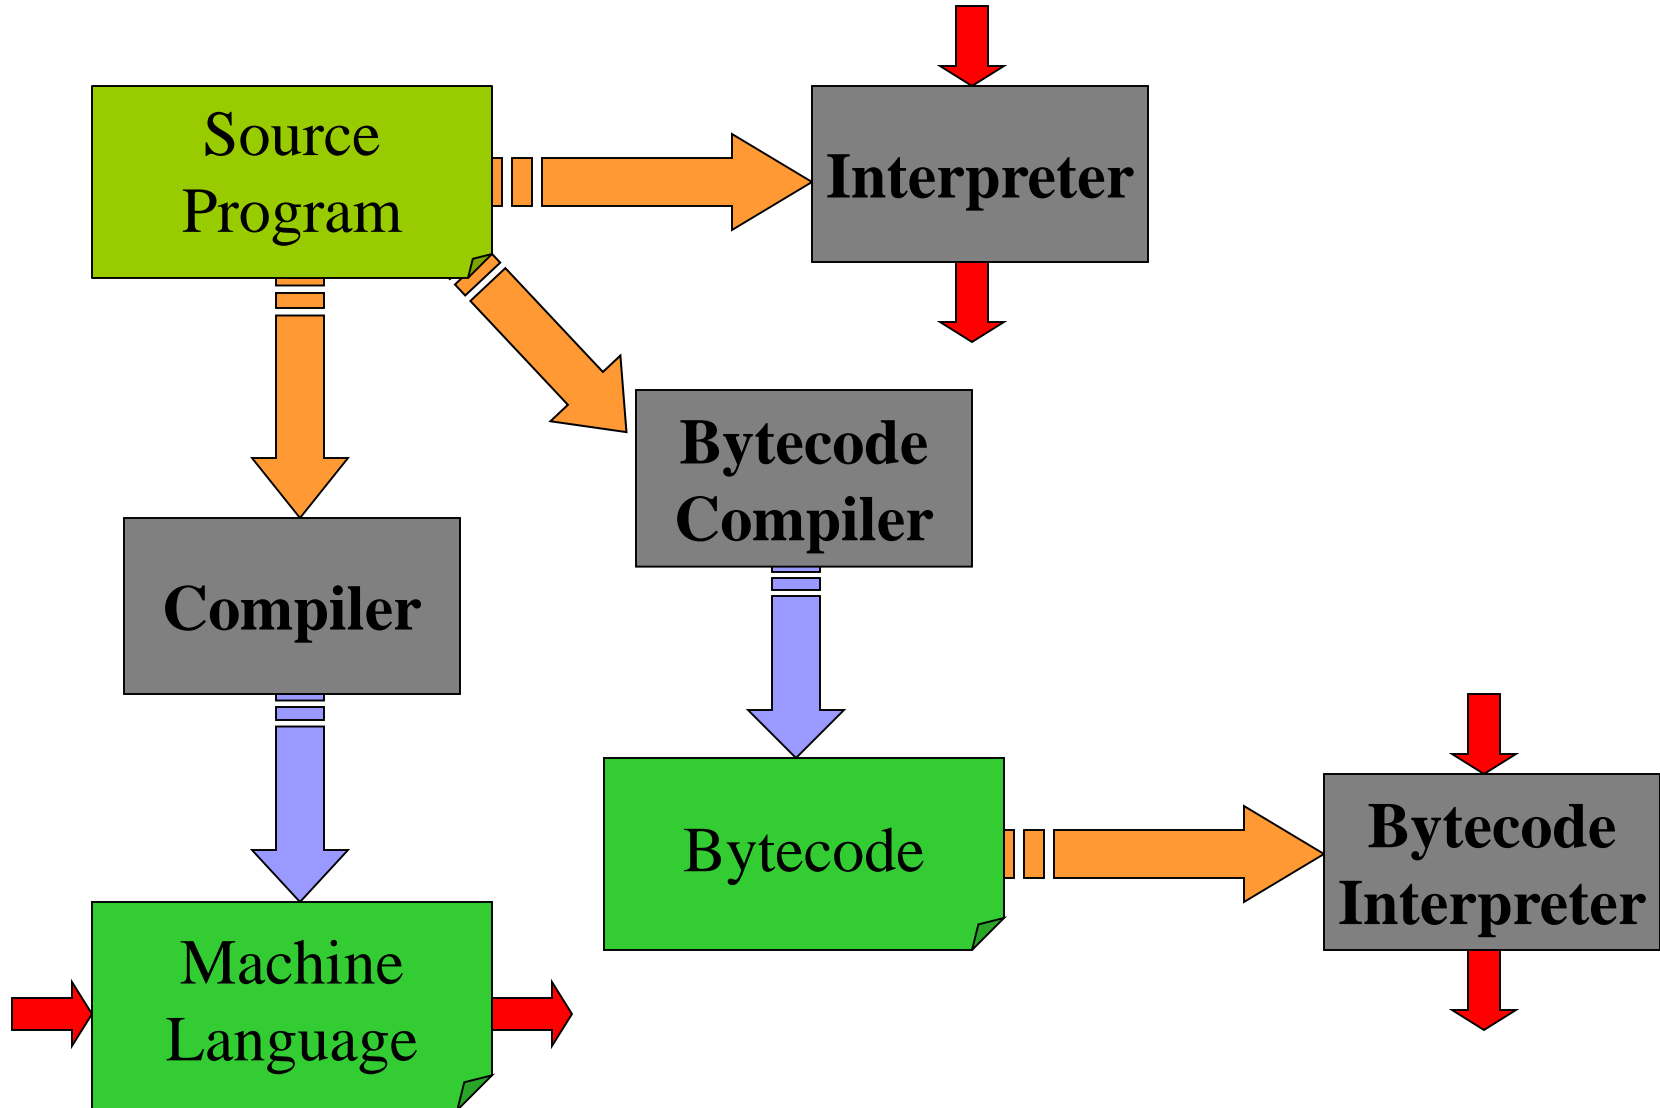 Source
Program
Interpreter
Bytecode
Compiler
Compiler
Bytecode
Bytecode
Interpreter
Machine
Language